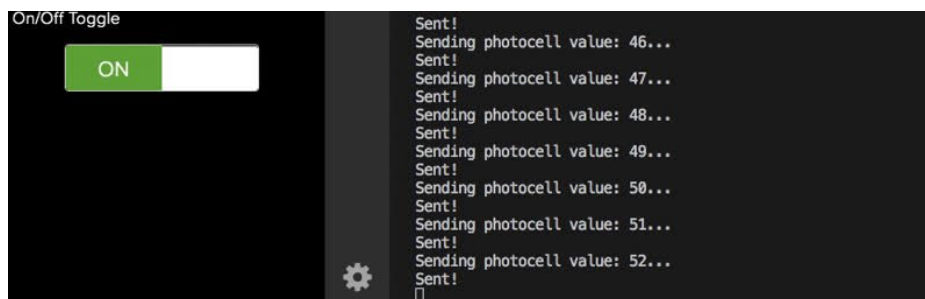 On/Off Toggle
ON
Sent!
Sending photocell value: 46...
Sent!
Sending photocell value: 47...
Sent!
Sending photocell value: 48...
Sent!
Sending photocell value: 49...
Sent!
Sending photocell value: 50...
Sent!
Sending photocell value: 51...
Sent!
Sending photocell value: 52...
Sent!